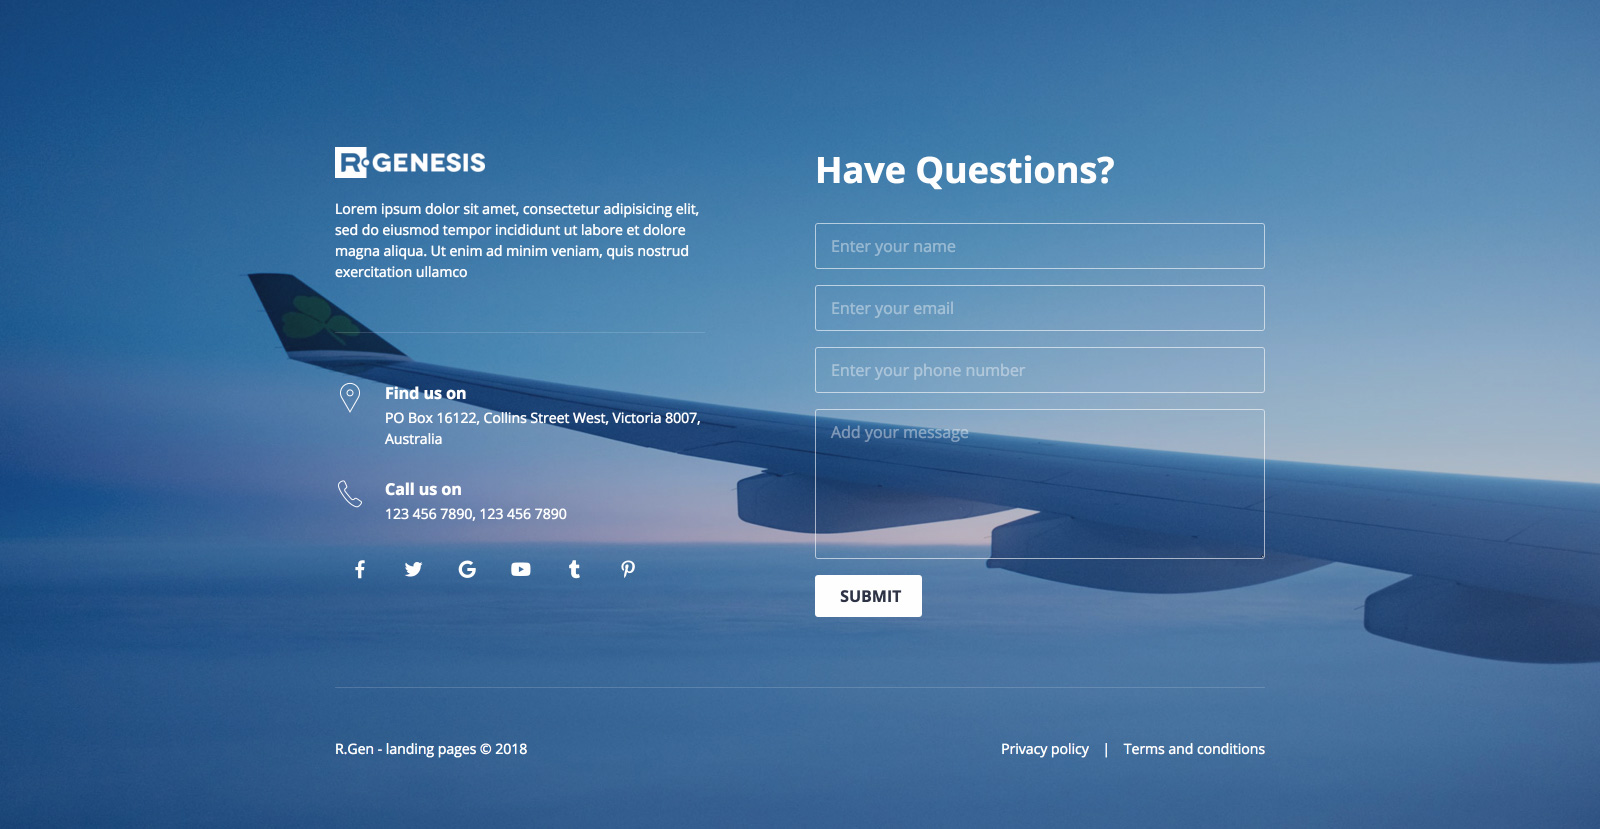 R GENESIS
Lorem ipsum dolor sit amet, consectetur adipisicing elit,
sed do eiusmod tempor incididunt ut labore et dolore
magna aliqua. Ut enim ad minim veniam, quis nostrud
exercitation ullamco
Find us on
PO Box 16122, Collins Street West, Victoria 8007,
Australia
Call us on
123 456 7890, 123 456 7890
Have Questions?
Enter your name
Enter your email
Enter your phone number
Add your message
SUBMIT
R.Gen - landing pages © 2018
Privacy policy | Terms and conditions